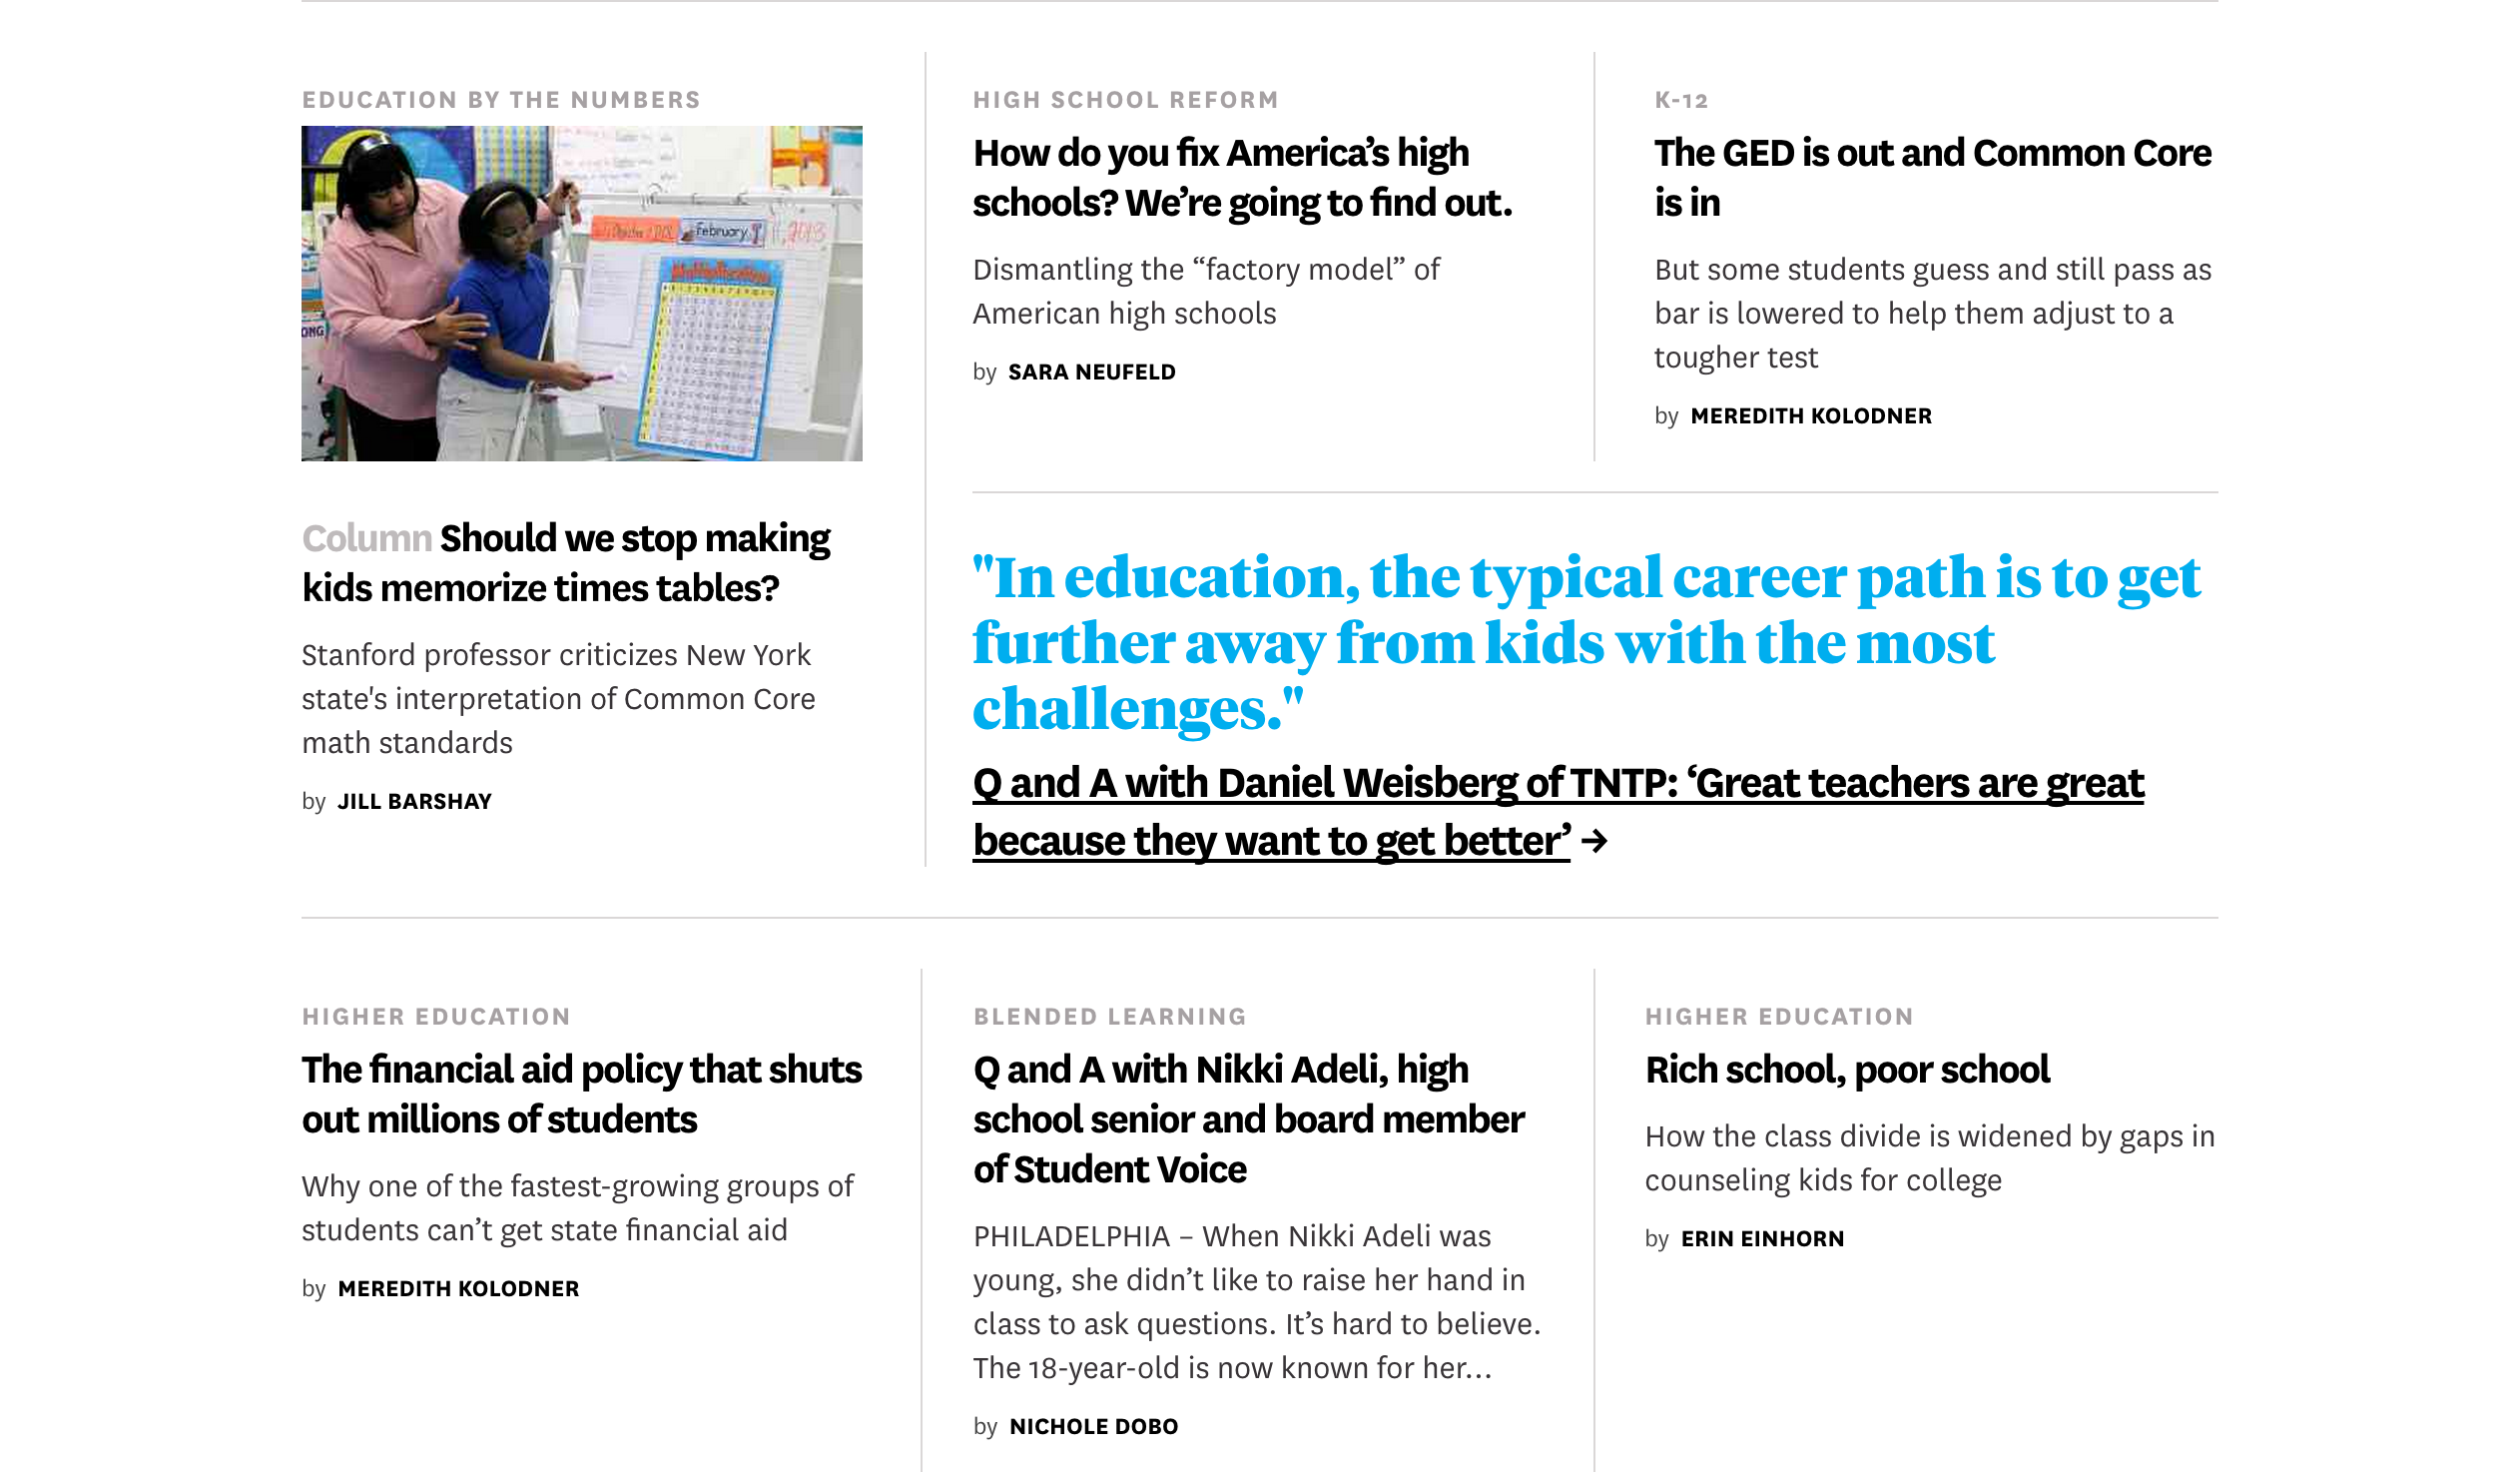 EDUCATION BY THE NUMBERS
February
ONG
Column Should we stop making
kids memorize times tables?
Stanford professor criticizes New York
state's interpretation of Common Core
math standards
by JILL BARSHAY
HIGH SCHOOL REFORM
How do you fix America’s high
schools? We’re going to find out.
Dismantling the “factory model” of
American high schools
by SARA NEUFELD
K-12
The GED is out and Common Core
is in
But some students guess and still pass as
bar is lowered to help them adjust to a
tougher test
by MEREDITH KOLODNER
"In education, the typical career path is to get
further away from kids with the most
challenges."
Q and A with Daniel Weisberg of TNTP: ‘Great teachers are great
because they want to get better’ →
HIGHER EDUCATION
The financial aid policy that shuts
out millions of students
Why one of the fastest-growing groups of
students can’t get state financial aid
by MEREDITH KOLODNER
BLENDED LEARNING
Q and A with Nikki Adeli, high
school senior and board member
of Student Voice
PHILADELPHIA – When Nikki Adeli was
young, she didn’t like to raise her hand in
class to ask questions. It’s hard to believe.
The 18-year-old is now known for her…
by NICHOLE DOBO
HIGHER EDUCATION
Rich school, poor school
How the class divide is widened by gaps in
counseling kids for college
by ERIN EINHORN